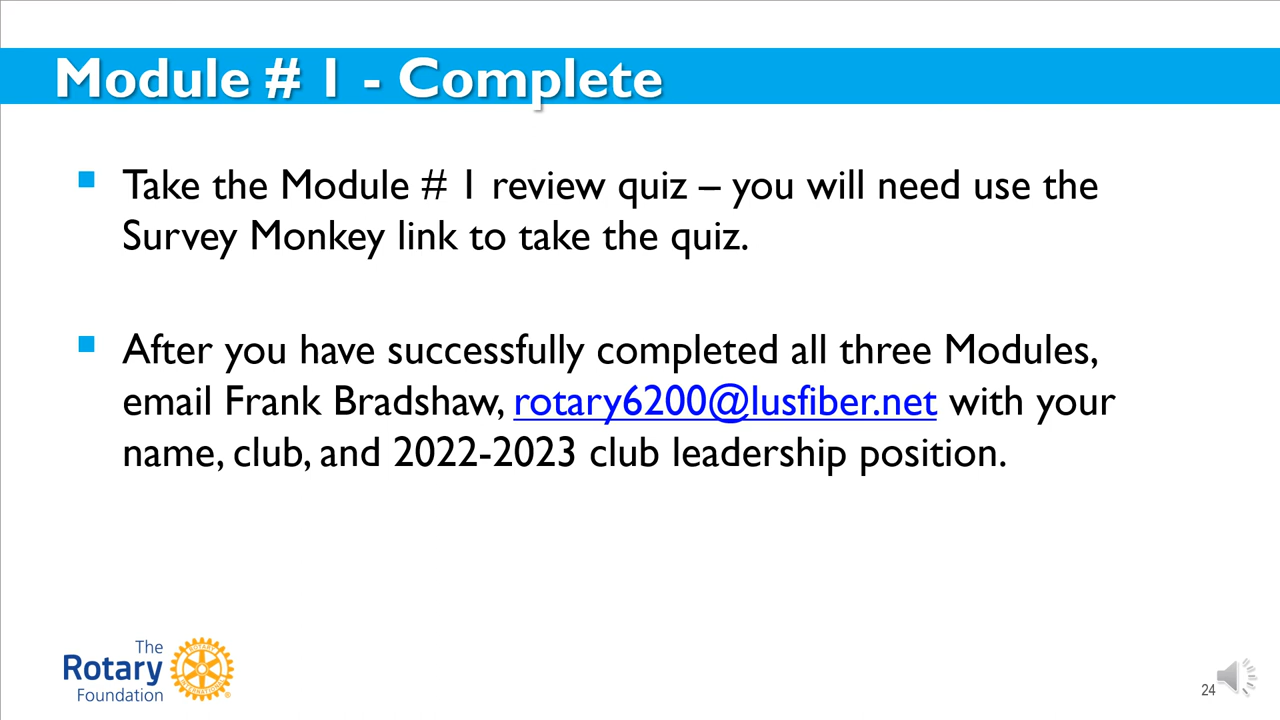 Module # 1 - Complete
Take the Module # 1 review quiz – you will need use the
Survey Monkey link to take the quiz.
After you have successfully completed all three Modules,
email Frank Bradshaw, rotary6200@lusfiber.net with your
name, club, and 2022-2023 club leadership position.
The
Rotary
Foundation
ROTARY
INTERNATIONAL
24